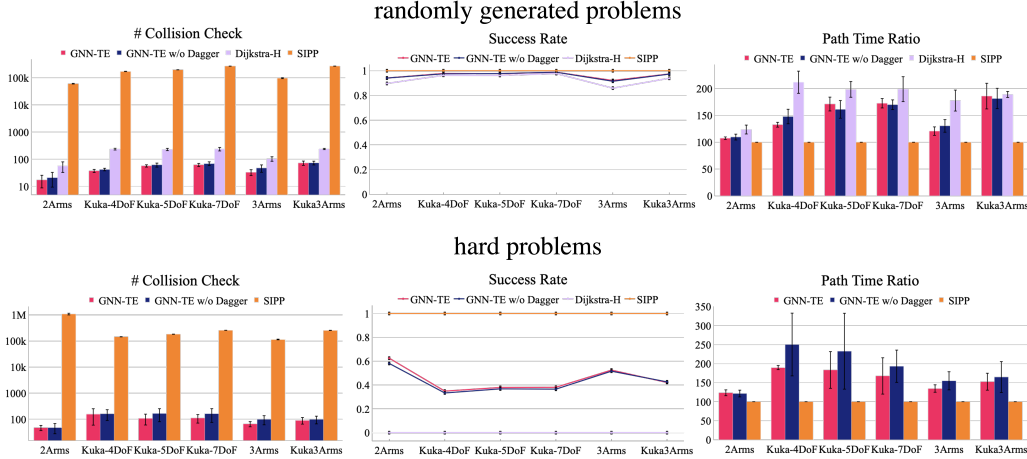 randomly generated problems
# Collision Check
GNN-TE GNN-TE w/o Dagger Dijkstra-H SIPP
100k
10k
1000
100
10
2Arms Kuka-4DoF Kuka-5DoF Kuka-7DoF 3Arms Kuka3Arms
Success Rate
GNN-TE GNN-TE w/o Dagger Dijkstra-H SIPP
1
0.8
0.6
0.4
0.2
0
2Arms Kuka-4DoF Kuka-5DoF Kuka-7DoF 3Arms Kuka3Arms
Path Time Ratio
GNN-TE GNN-TE w/o Dagger Dijkstra-H SIPP
200
150
100
50
0
2Arms Kuka-4DoF Kuka-5DoF Kuka-7DoF 3Arms Kuka3Arms
hard problems
# Collision Check
GNN-TE GNN-TE w/o Dagger SIPP
1M
100k
10k
1000
100
2Arms Kuka-4DoF Kuka-5DoF Kuka-7DoF 3Arms Kuka3Arms
Success Rate
GNN-TE GNN-TE w/o Dagger Dijkstra-H SIPP
1
0.8
0.6
0.4
0.2
0
2Arms Kuka-4DoF Kuka-5DoF Kuka-7DoF 3Arms Kuka3Arms
Path Time Ratio
GNN-TE GNN-TE w/o Dagger SIPP
350
300
250
200
150
100
50
0
2Arms Kuka-4DoF Kuka-5DoF Kuka-7DoF 3Arms Kuka3Arms